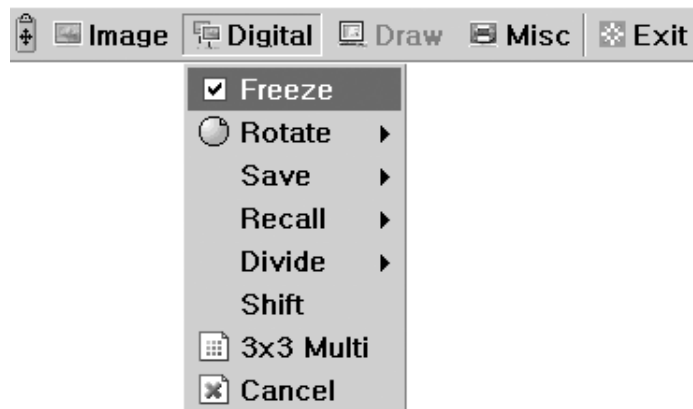 Image Digital Draw Misc Exit
Freeze
Rotate
Save
Recall
Divide
Shift
3x3 Multi
Cancel